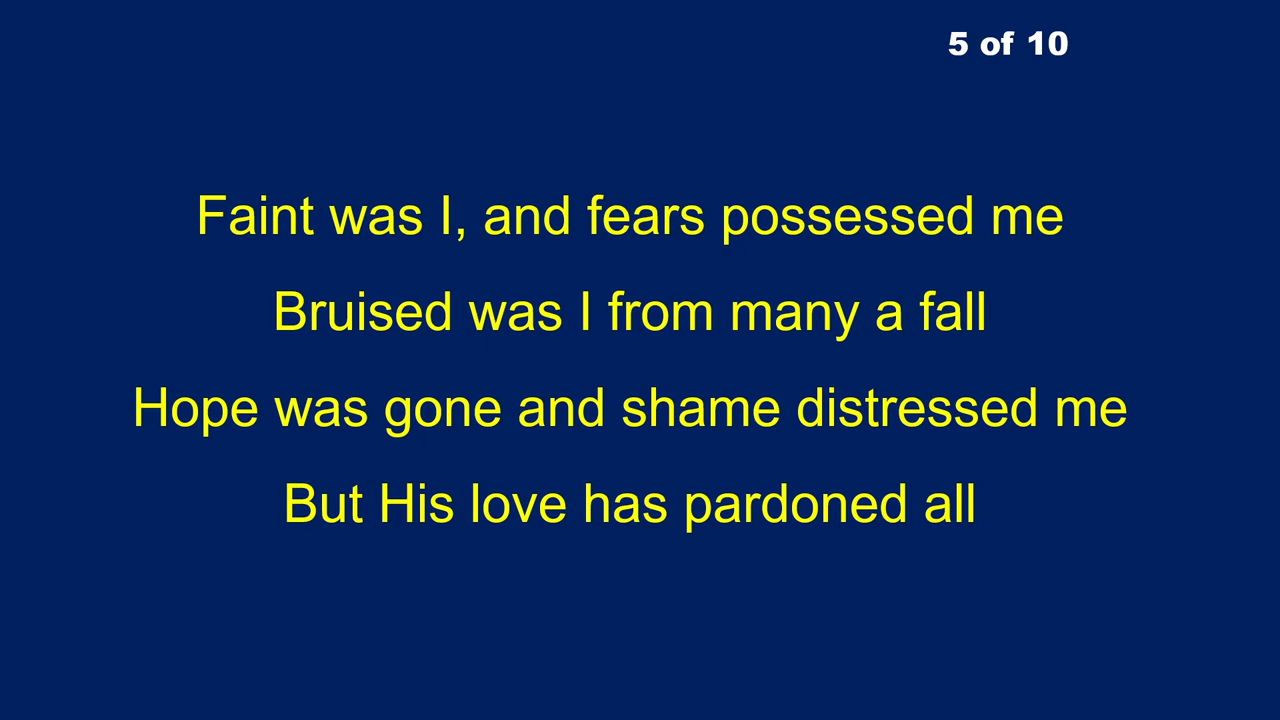 5 of 10
Faint was I, and fears possessed me
Bruised was I from many a fall
Hope was gone and shame distressed me
But His love has pardoned all